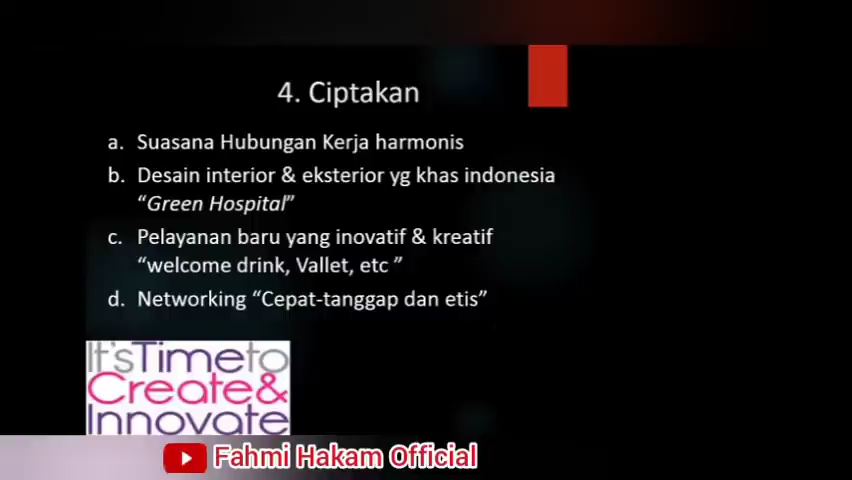 4. Ciptakan
a. Suasana Hubungan Kerja harmonis
b. Desain interior & eksterior yg khas indonesia
“Green Hospital”
c. Pelayanan baru yang inovatif & kreatif
“welcome drink, Vallet, etc ”
d. Networking “Cepat-tanggap dan etis”
It'sTimeto
Create&
Innovate
Fahmi Hakam Official